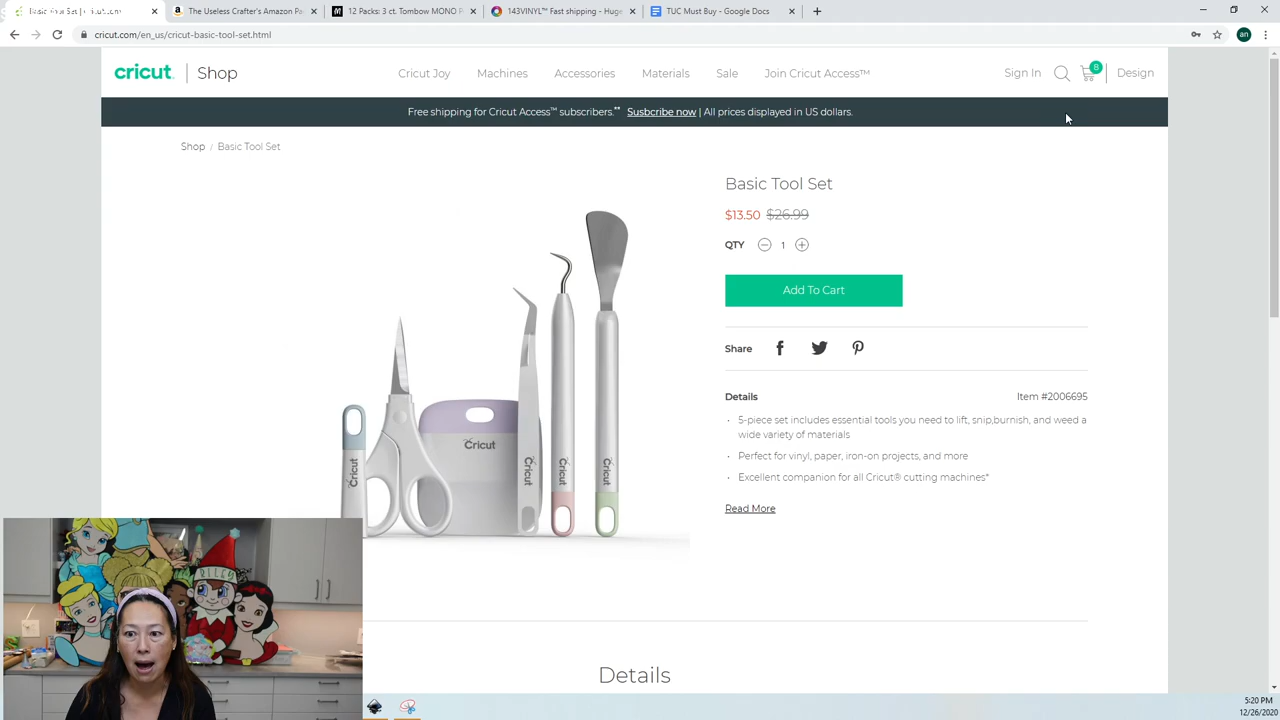 The Useless Crafter's Amazon Pa
12 Packs: 3 ct. Tombow MONO P
143VINYL™ Fast shipping - Huge
TUC Must Buy - Google Docs
cricut.com/en_us/cricut-basic-tool-set.html
an
cricut
Shop
Cricut Joy
Machines
Accessories
Materials
Sale
Join Cricut Access™
Sign In
8
Design
Free shipping for Cricut Access™ subscribers.** Susbcribe now | All prices displayed in US dollars.
Shop / Basic Tool Set
Basic Tool Set
$13.50 $26.99
QTY 1
Add To Cart
Share
Details
Item #2006695
5-piece set includes essential tools you need to lift, snip,burnish, and weed a
wide variety of materials
Perfect for vinyl, paper, iron-on projects, and more
Excellent companion for all Cricut® cutting machines*
Read More
Cricut
Cricut
Cricut
Cricut
Cricut
RILEY
Details
5:20 PM
12/26/2020